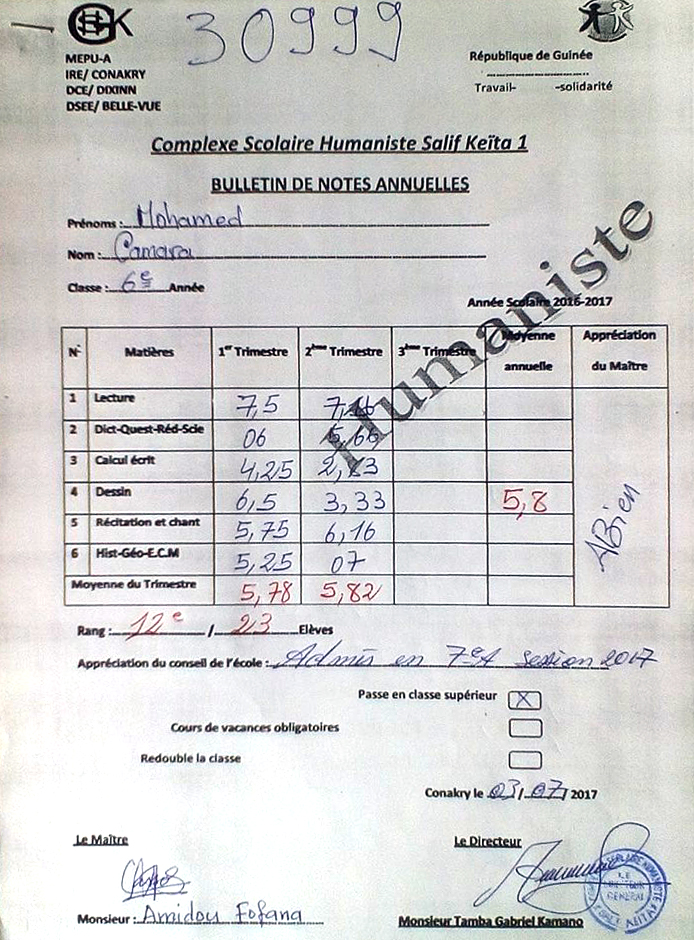 30999
MEPU-A
IRE/ CONAKRY
DCE/ DIXINN
DSEE/ BELLE-VUE
République de Guinée
Travail- -solidarité
Complexe Scolaire Humaniste Salif Keïta 1
BULLETIN DE NOTES ANNUELLES
Prénoms : Mohamed
Nom : Camara
Classe : 6e Année
Année Scolaire 2016-2017
Humaniste
N° Matières 1er Trimestre 2ème Trimestre 3ème Trimestre Moyenne annuelle Appréciation du Maître
1 Lecture 7,5
2 Dict-Quest-Réd-Scie 06 5,66
3 Calcul écrit 4,25
4 Dessin 6,5 3,33 5,8 ABien
5 Récitation et chant 5,75 6,16
6 Hist-Géo-E.C.M 5,25 07
Moyenne du Trimestre 5,78 5,82
Rang : 12e / 23 Elèves
Appréciation du conseil de l'école : Admis en 7eA session 2017
Passe en classe supérieur X
Cours de vacances obligatoires
Redouble la classe
Conakry le 03/07/ 2017
Le Maître
Le Directeur
Monsieur : Amidou Fofana
Monsieur Tamba Gabriel Kamano